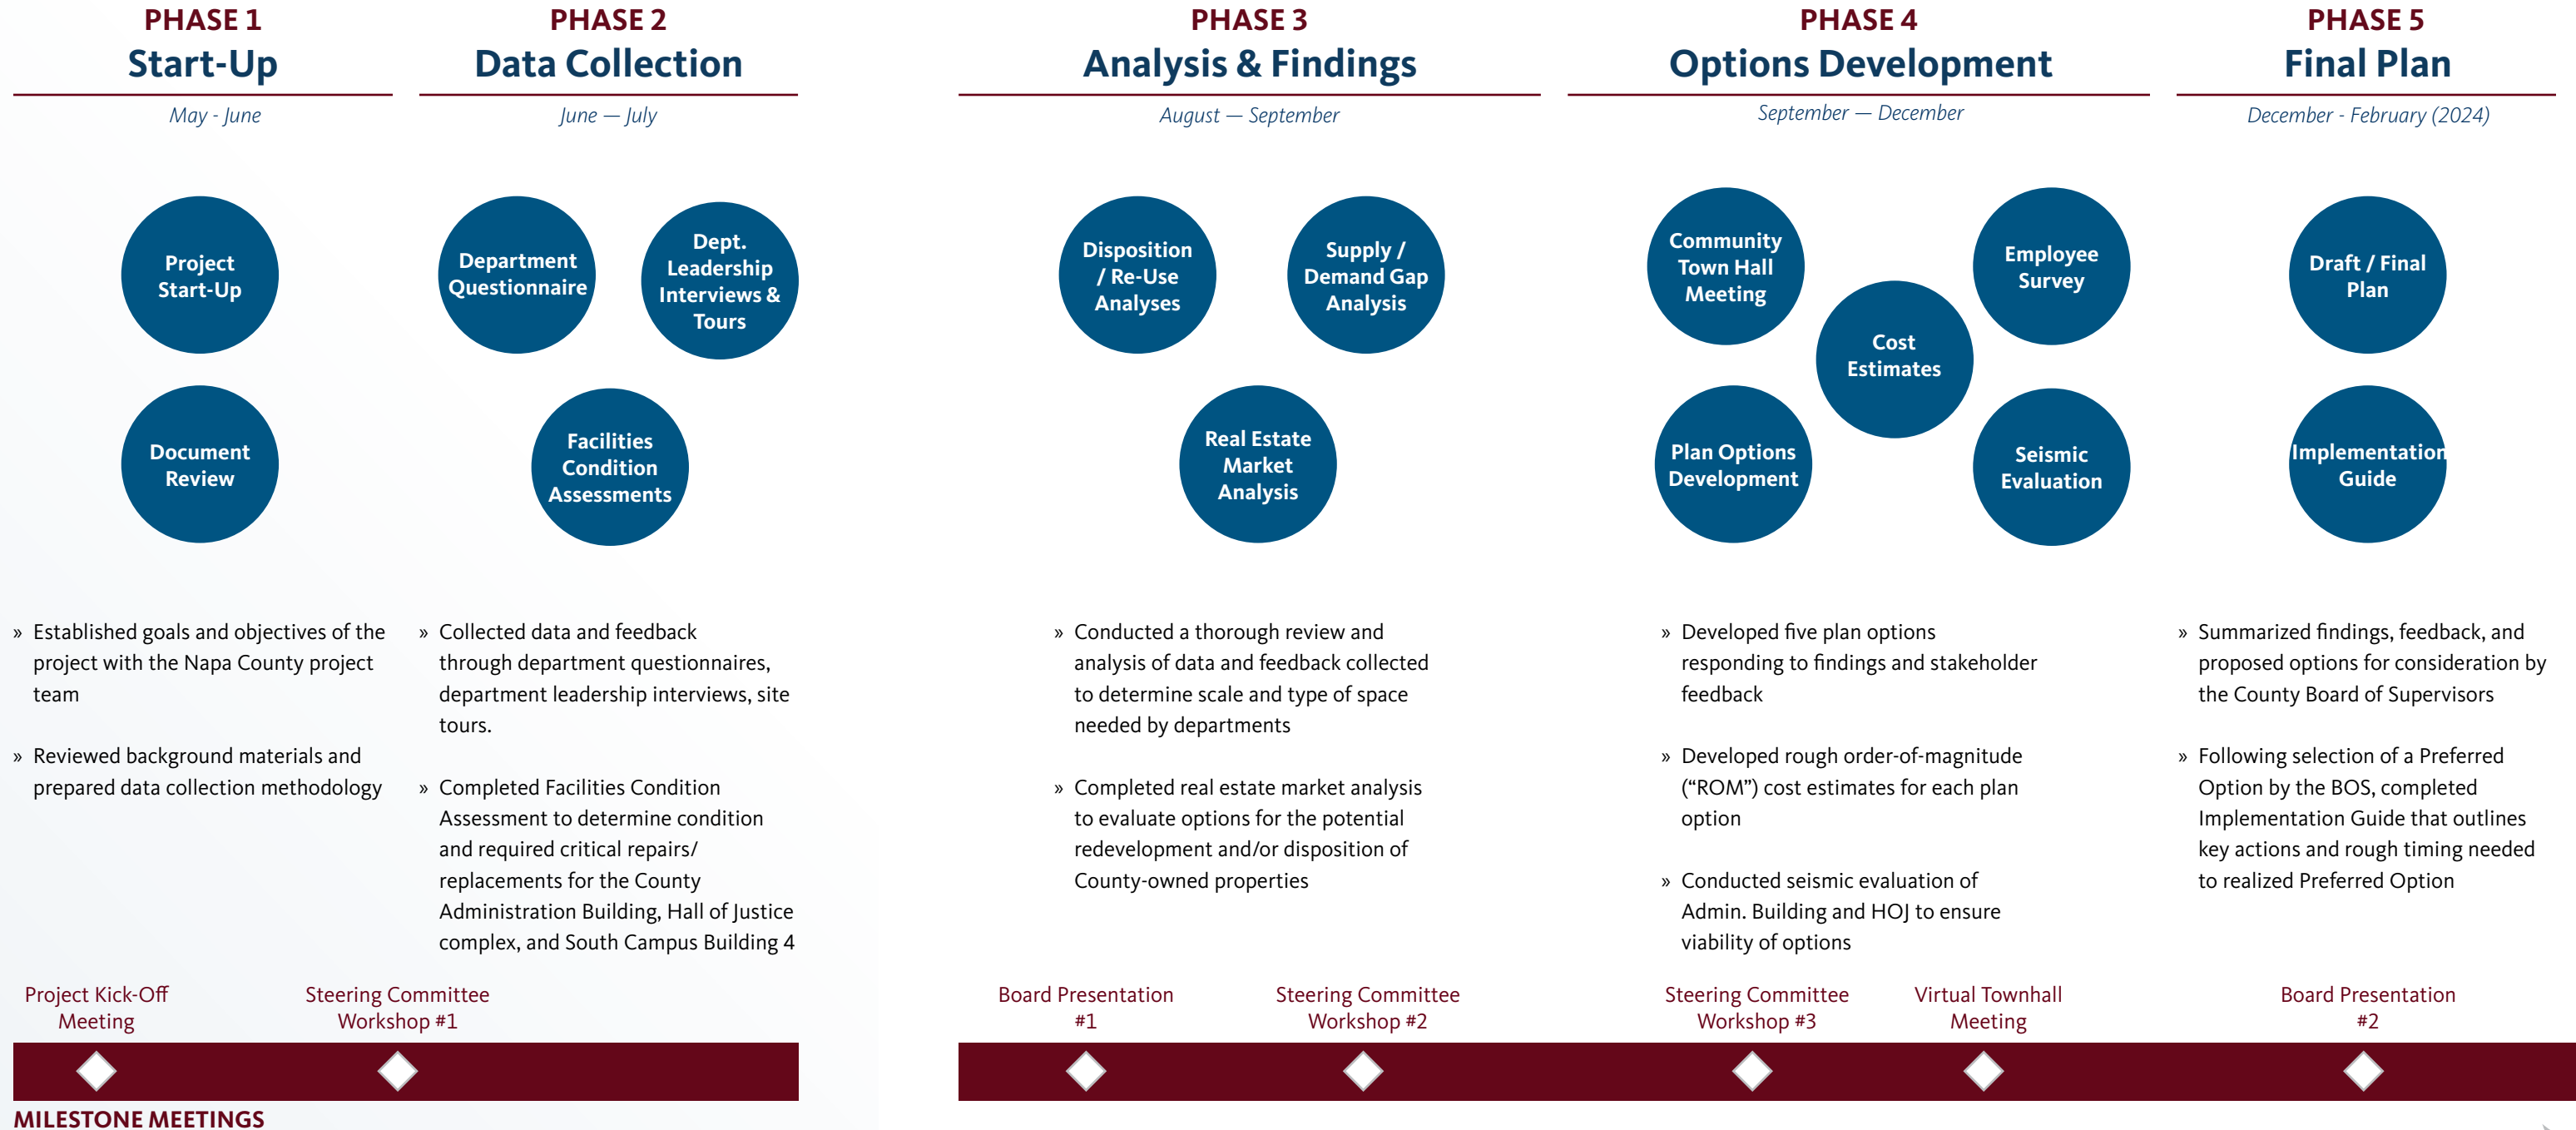 PHASE 1
Start-Up
May - June
Project
Start-Up
Document
Review
» Established goals and objectives of the
project with the Napa County project
team
» Reviewed background materials and
prepared data collection methodology
PHASE 2
Data Collection
June — July
Department
Questionnaire
Dept.
Leadership
Interviews &
Tours
Facilities
Condition
Assessments
» Collected data and feedback
through department questionnaires,
department leadership interviews, site
tours.
» Completed Facilities Condition
Assessment to determine condition
and required critical repairs/
replacements for the County
Administration Building, Hall of Justice
complex, and South Campus Building 4
PHASE 3
Analysis & Findings
August — September
Disposition
/ Re-Use
Analyses
Supply /
Demand Gap
Analysis
Real Estate
Market
Analysis
» Conducted a thorough review and
analysis of data and feedback collected
to determine scale and type of space
needed by departments
» Completed real estate market analysis
to evaluate options for the potential
redevelopment and/or disposition of
County-owned properties
PHASE 4
Options Development
September — December
Community
Town Hall
Meeting
Employee
Survey
Cost
Estimates
Plan Options
Development
Seismic
Evaluation
» Developed five plan options
responding to findings and stakeholder
feedback
» Developed rough order-of-magnitude
(“ROM”) cost estimates for each plan
option
» Conducted seismic evaluation of
Admin. Building and HOJ to ensure
viability of options
PHASE 5
Final Plan
December - February (2024)
Draft / Final
Plan
Implementation
Guide
» Summarized findings, feedback, and
proposed options for consideration by
the County Board of Supervisors
» Following selection of a Preferred
Option by the BOS, completed
Implementation Guide that outlines
key actions and rough timing needed
to realized Preferred Option
Project Kick-Off
Meeting
Steering Committee
Workshop #1
Board Presentation
#1
Steering Committee
Workshop #2
Steering Committee
Workshop #3
Virtual Townhall
Meeting
Board Presentation
#2
MILESTONE MEETINGS